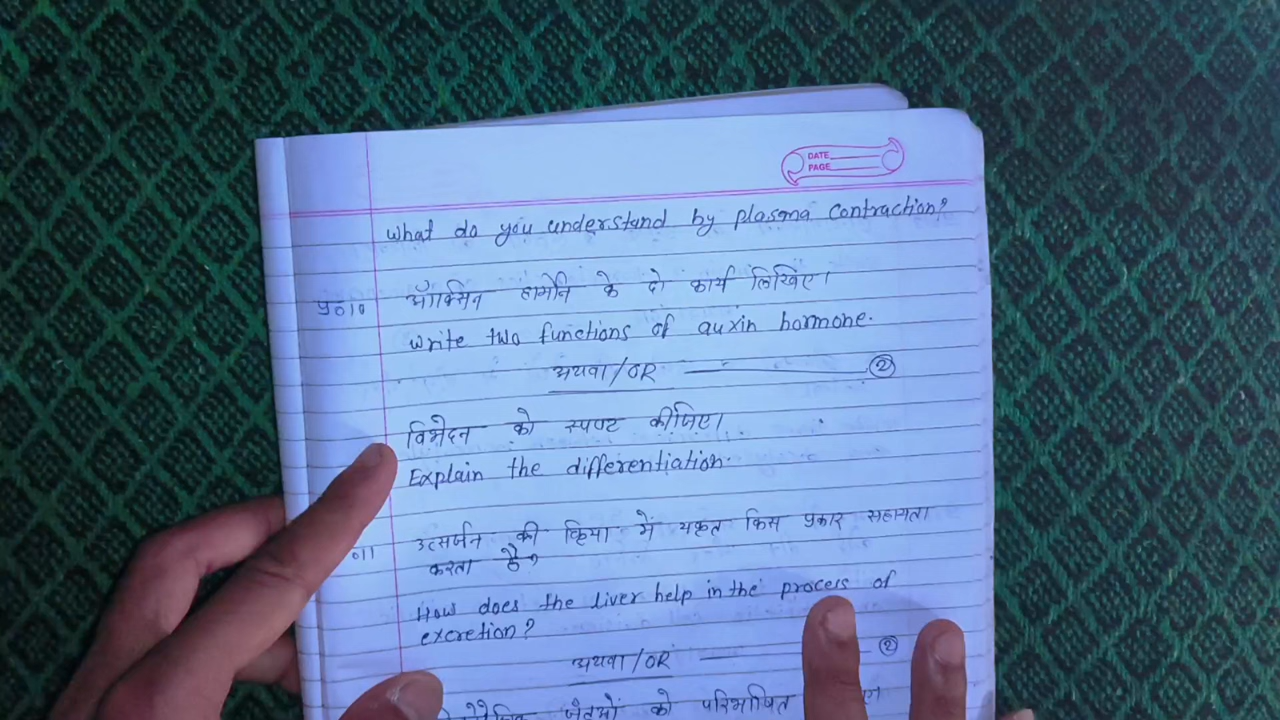 DATE
PAGE
What do you understand by plasma contraction?
प्र०10 ऑक्सिन हार्मोन के दो कार्य लिखिए।
Write two functions of auxin hormone.
अथवा/OR ②
विभेदन को स्पष्ट कीजिए।
Explain the differentiation.
011 उत्सर्जन की क्रिया में यकृत किस प्रकार सहायता
करता है?
How does the liver help in the process of
excretion?
अथवा/OR ②
जंतुओं को परिभाषित